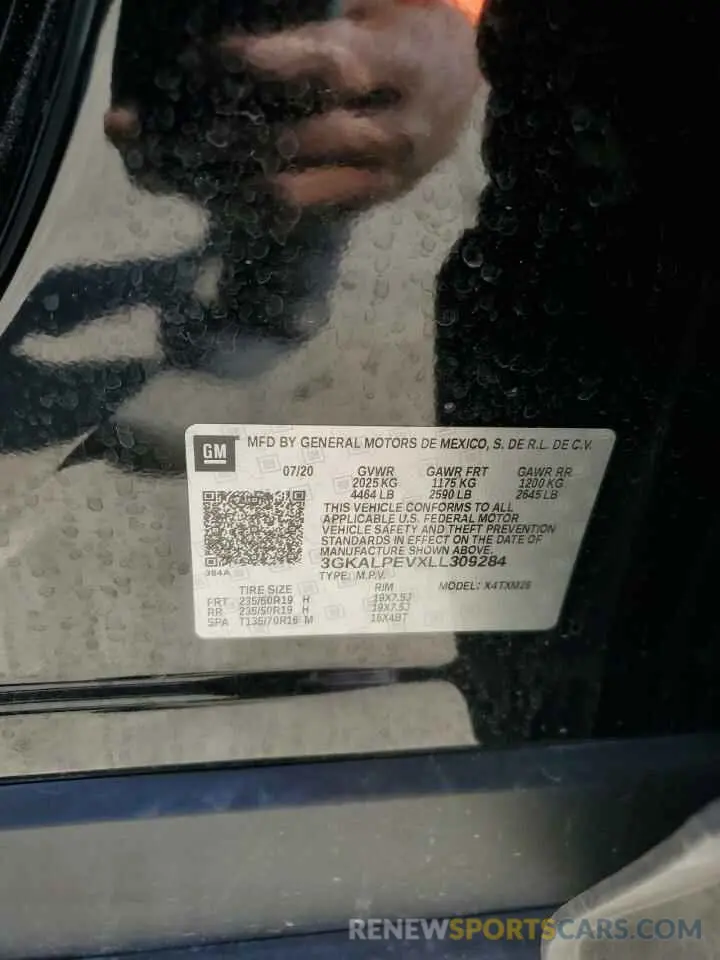 GM MFD BY GENERAL MOTORS DE MEXICO, S. DE R.L. DE C.V.
07/20 GVWR GAWR FRT GAWR RR
2025 KG 1175 KG 1200 KG
4464 LB 2590 LB 2645 LB
THIS VEHICLE CONFORMS TO ALL
APPLICABLE U.S. FEDERAL MOTOR
VEHICLE SAFETY AND THEFT PREVENTION
STANDARDS IN EFFECT ON THE DATE
OF MANUFACTURE SHOWN ABOVE.
384A 3GKALPEVXLL309284
TYPE: M.P.V. MODEL: X4TXM26
TIRE SIZE RIM
FRT 235/50R19 H 19X7.5J
RR 235/50R19 H 19X7.5J
SPA T135/70R16 M 16X4BT
RENEWSPORTSCARS.COM